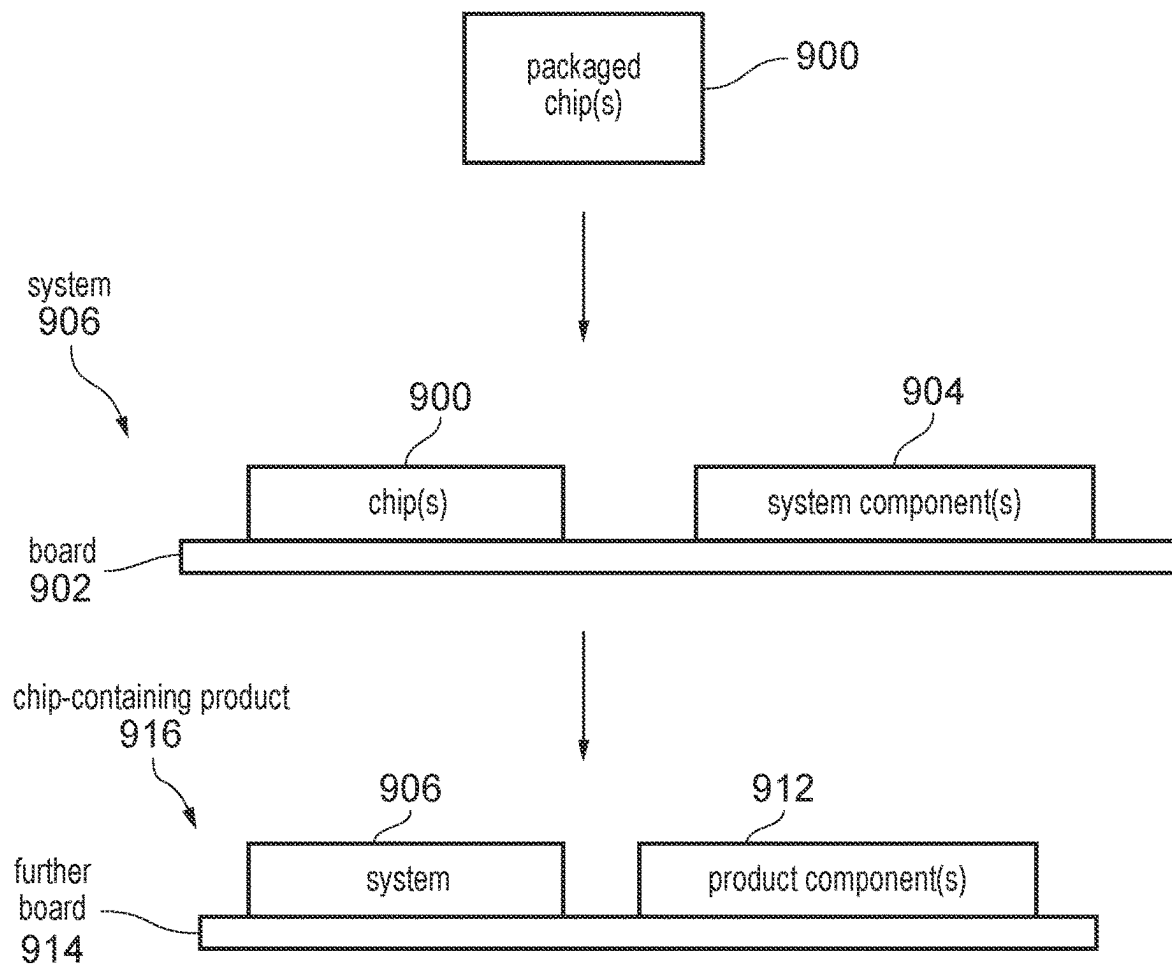 packaged
chip(s)
900
system
906
900
904
chip(s)
system component(s)
board
902
chip-containing product
916
906
912
further
board
914
system
product component(s)